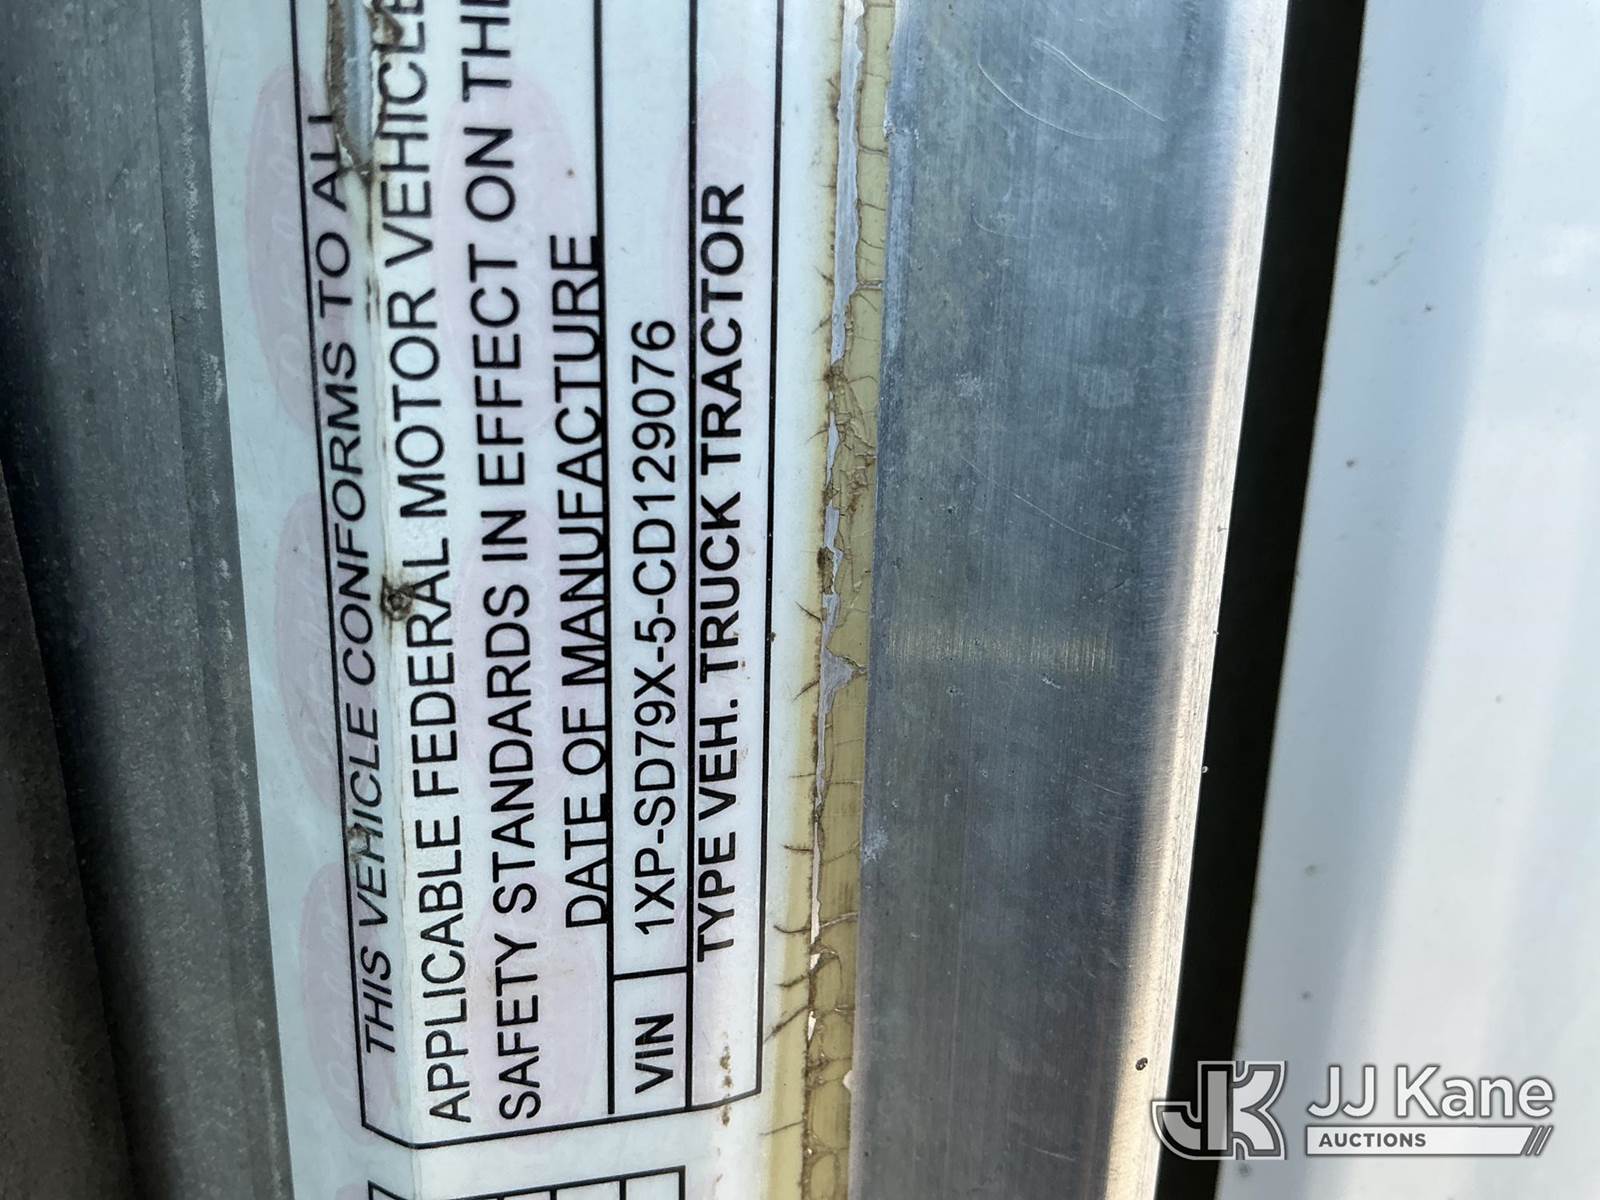 THIS VEHICLE CONFORMS TO ALL
APPLICABLE FEDERAL MOTOR VEHICLE
SAFETY STANDARDS IN EFFECT ON THE
DATE OF MANUFACTURE
VIN 1XP-SD79X-5-CD129076
TYPE VEH. TRUCK TRACTOR
JJ Kane
AUCTIONS